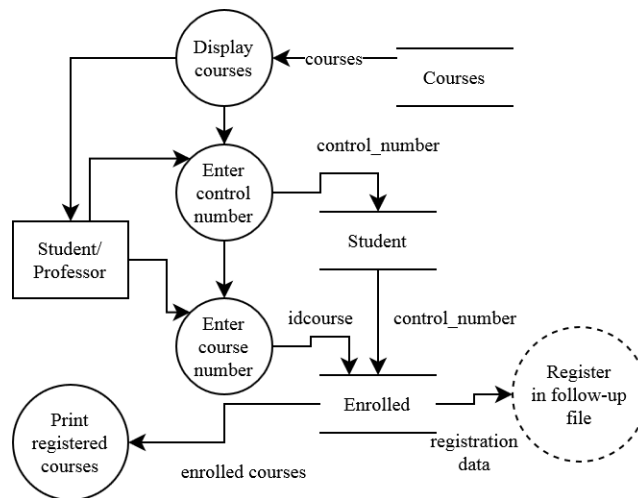 Display
courses
courses
Courses
Enter
control
number
control_number
Student/
Professor
Student
Enter
course
number
idcourse
control_number
Enrolled
Register
in follow-up
file
Print
registered
courses
enrolled courses
registration
data